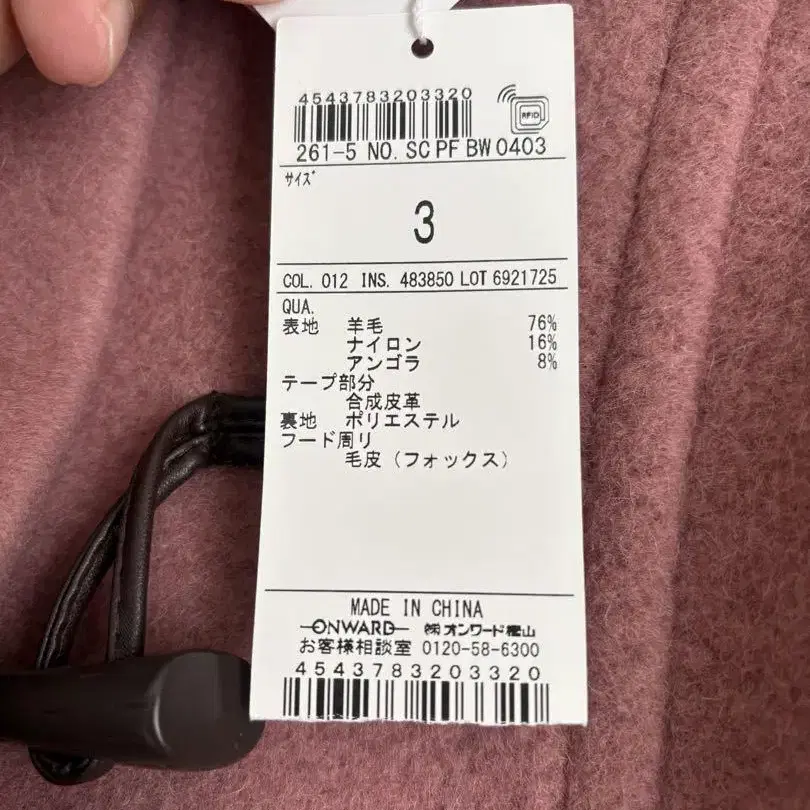 4543783203320
RFID
261-5 NO. SC PF BW 0403
サイズ
3
COL. 012 INS. 483850 LOT 6921725
QUA.
表地 羊毛 76%
ナイロン 16%
アンゴラ 8%
テープ部分
合成皮革
裏地 ポリエステル
フード周リ
毛皮（フォックス）
MADE IN CHINA
ONWARD ㈱オンワード樫山
お客様相談室 0120-58-6300
4543783203320